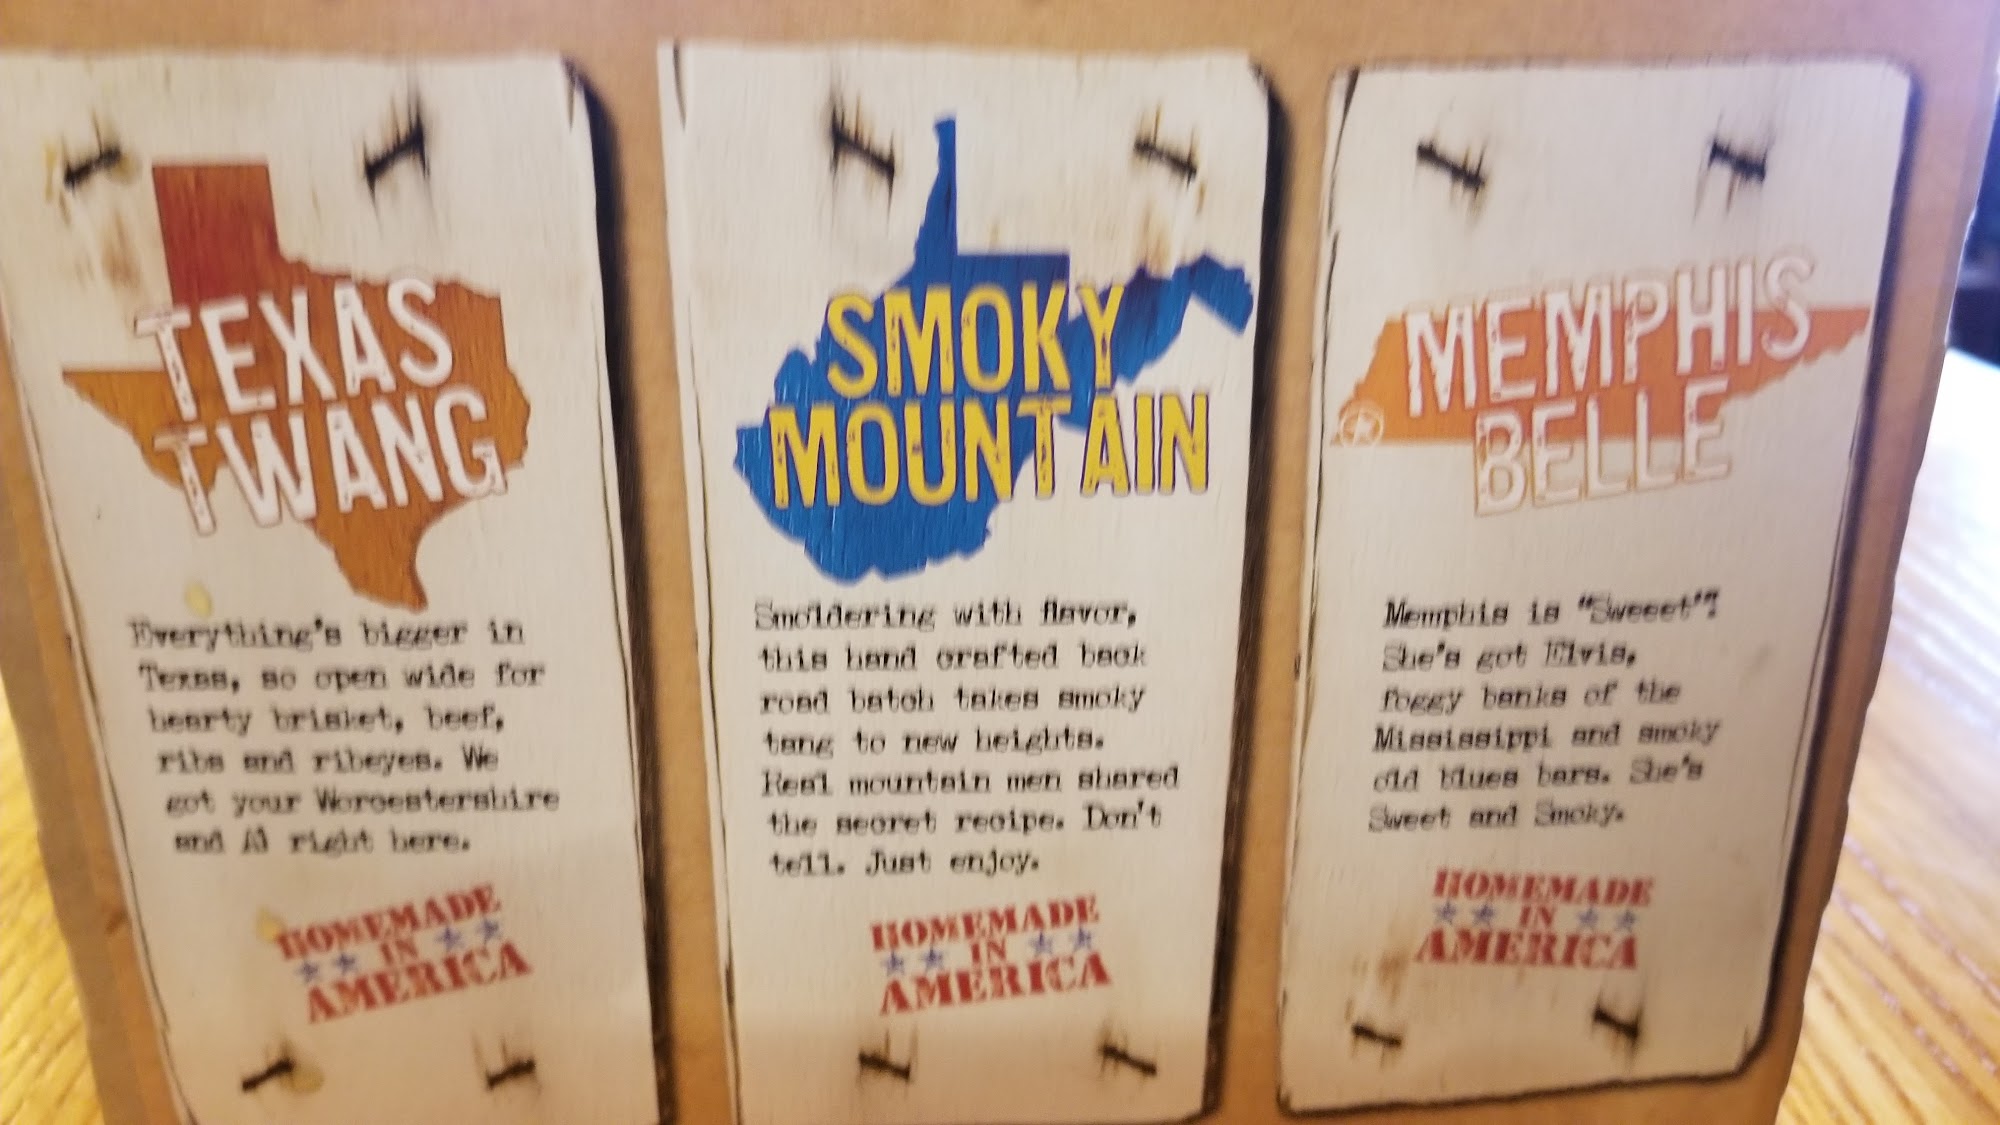 TEXAS
TWANG
Everything's bigger in
Texas, so open wide for
hearty brisket, beef,
ribs and ribeyes. We
got your Worcestershire
and A1 right here.
HOMEMADE
IN
AMERICA
SMOKY
MOUNTAIN
Smoldering with flavor,
this hand crafted back
road batch takes smoky
tang to new heights.
Real mountain men shared
the secret recipe. Don't
tell. Just enjoy.
HOMEMADE
IN
AMERICA
MEMPHIS
BELLE
Memphis is "Sweeet"!
She's got Elvis,
foggy banks of the
Mississippi and smoky
old blues bars. She's
Sweet and Smoky.
HOMEMADE
IN
AMERICA